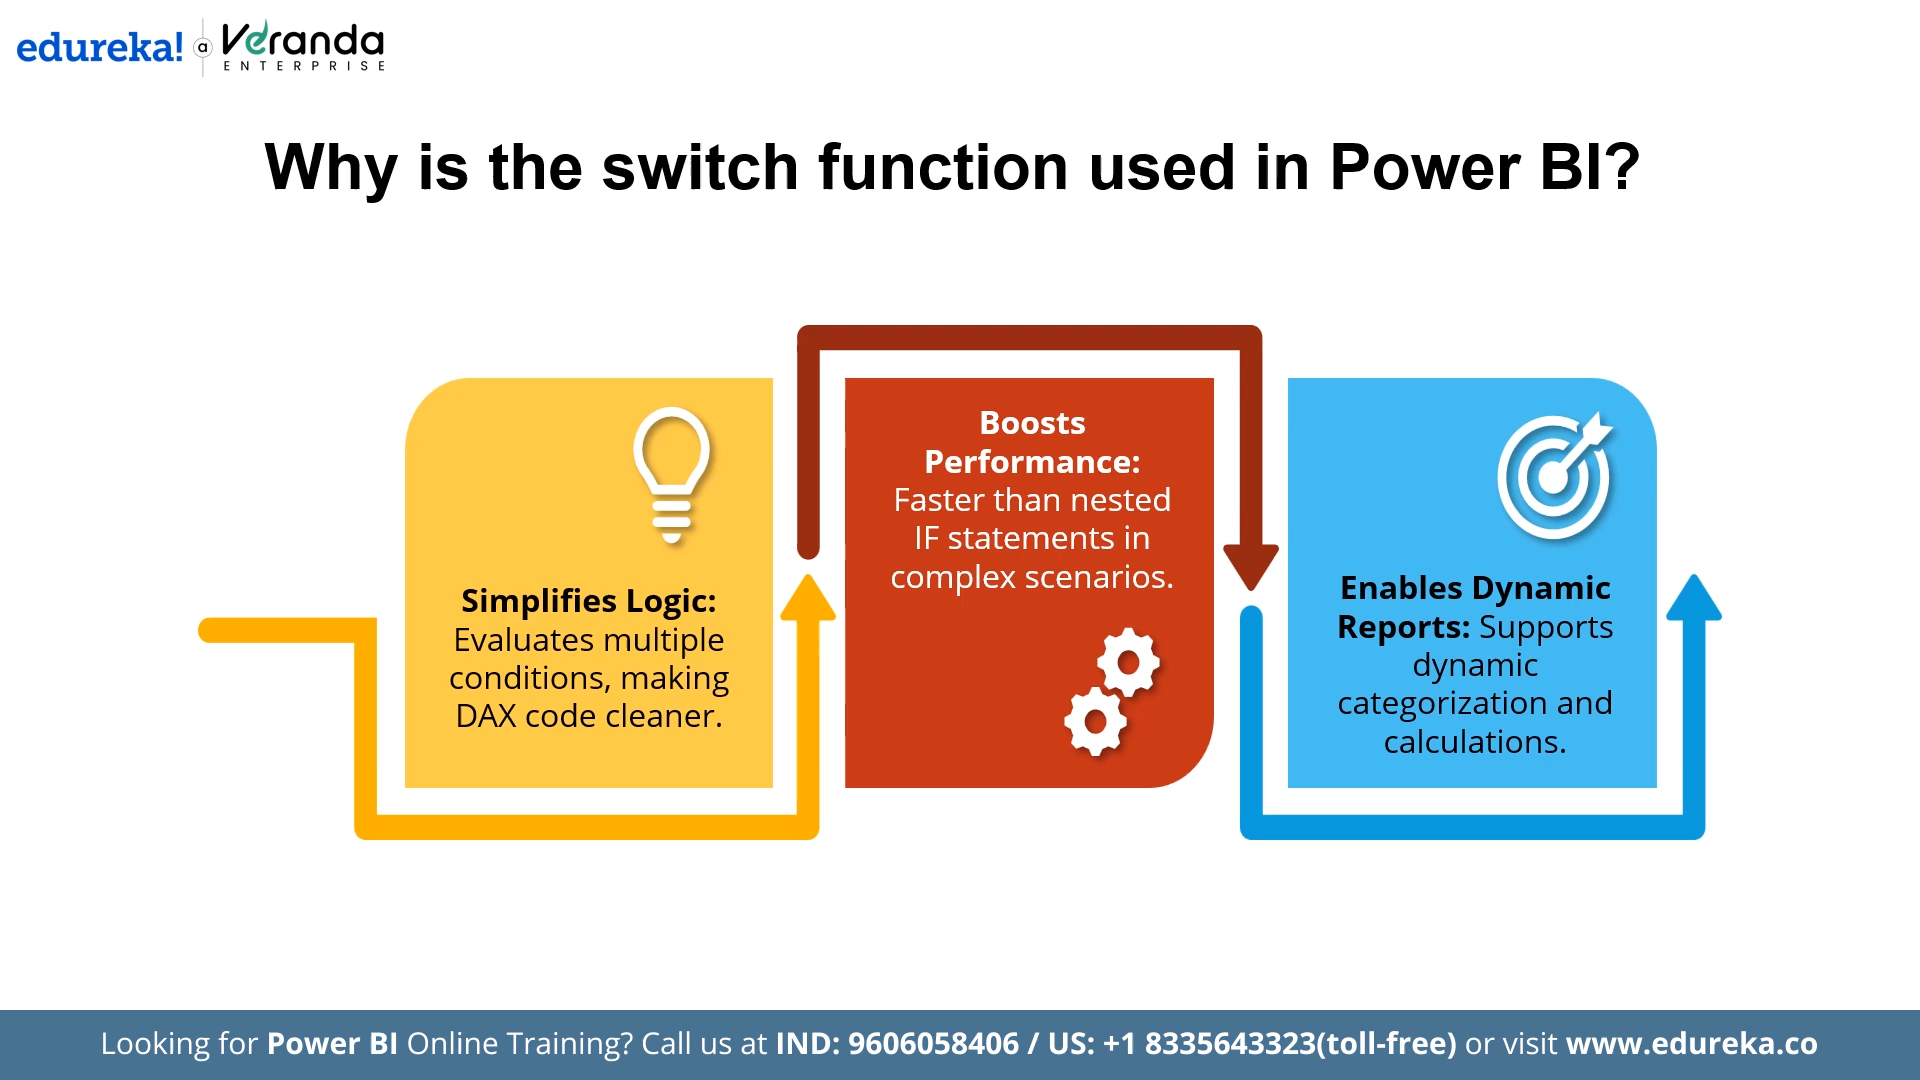 edureka! a Veranda
ENTERPRISE
Why is the switch function used in Power BI?
Simplifies Logic:
Evaluates multiple
conditions, making
DAX code cleaner.
Boosts
Performance:
Faster than nested
IF statements in
complex scenarios.
Enables Dynamic
Reports: Supports
dynamic
categorization and
calculations.
Looking for Power BI Online Training? Call us at IND: 9606058406 / US: +1 8335643323(toll-free) or visit www.edureka.co